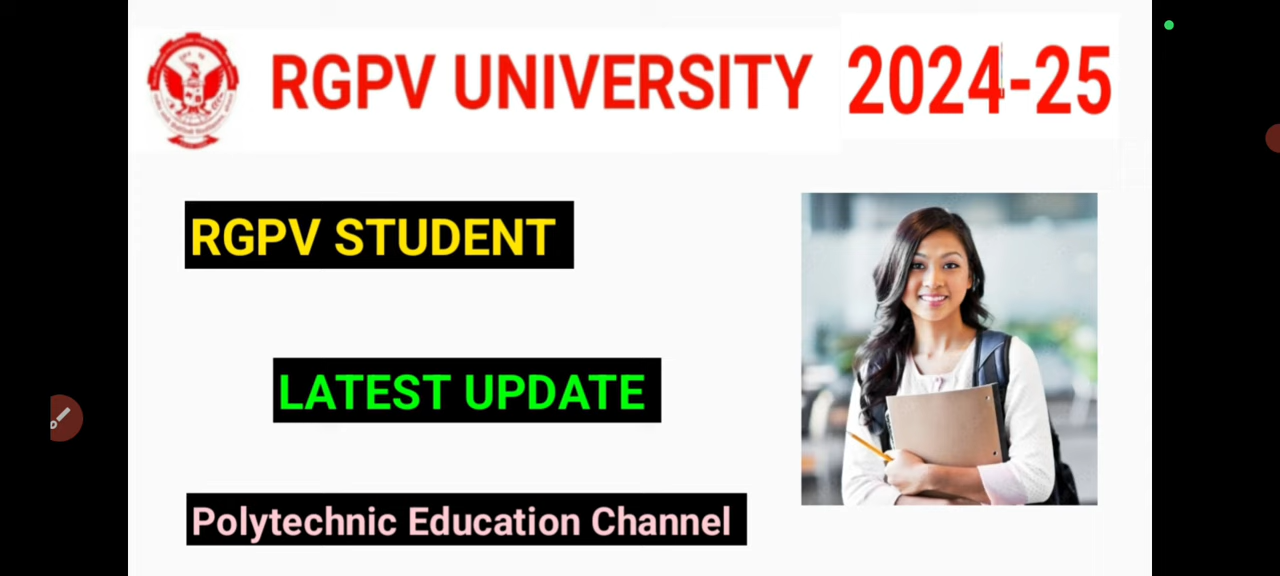 RGPV UNIVERSITY 2024-25
RGPV STUDENT
LATEST UPDATE
Polytechnic Education Channel